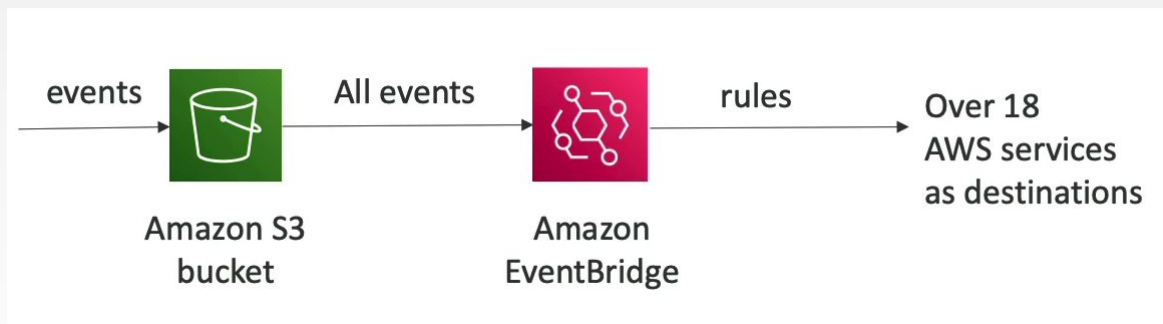 events
All events
rules
Over 18
AWS services
as destinations
Amazon S3
bucket
Amazon
EventBridge